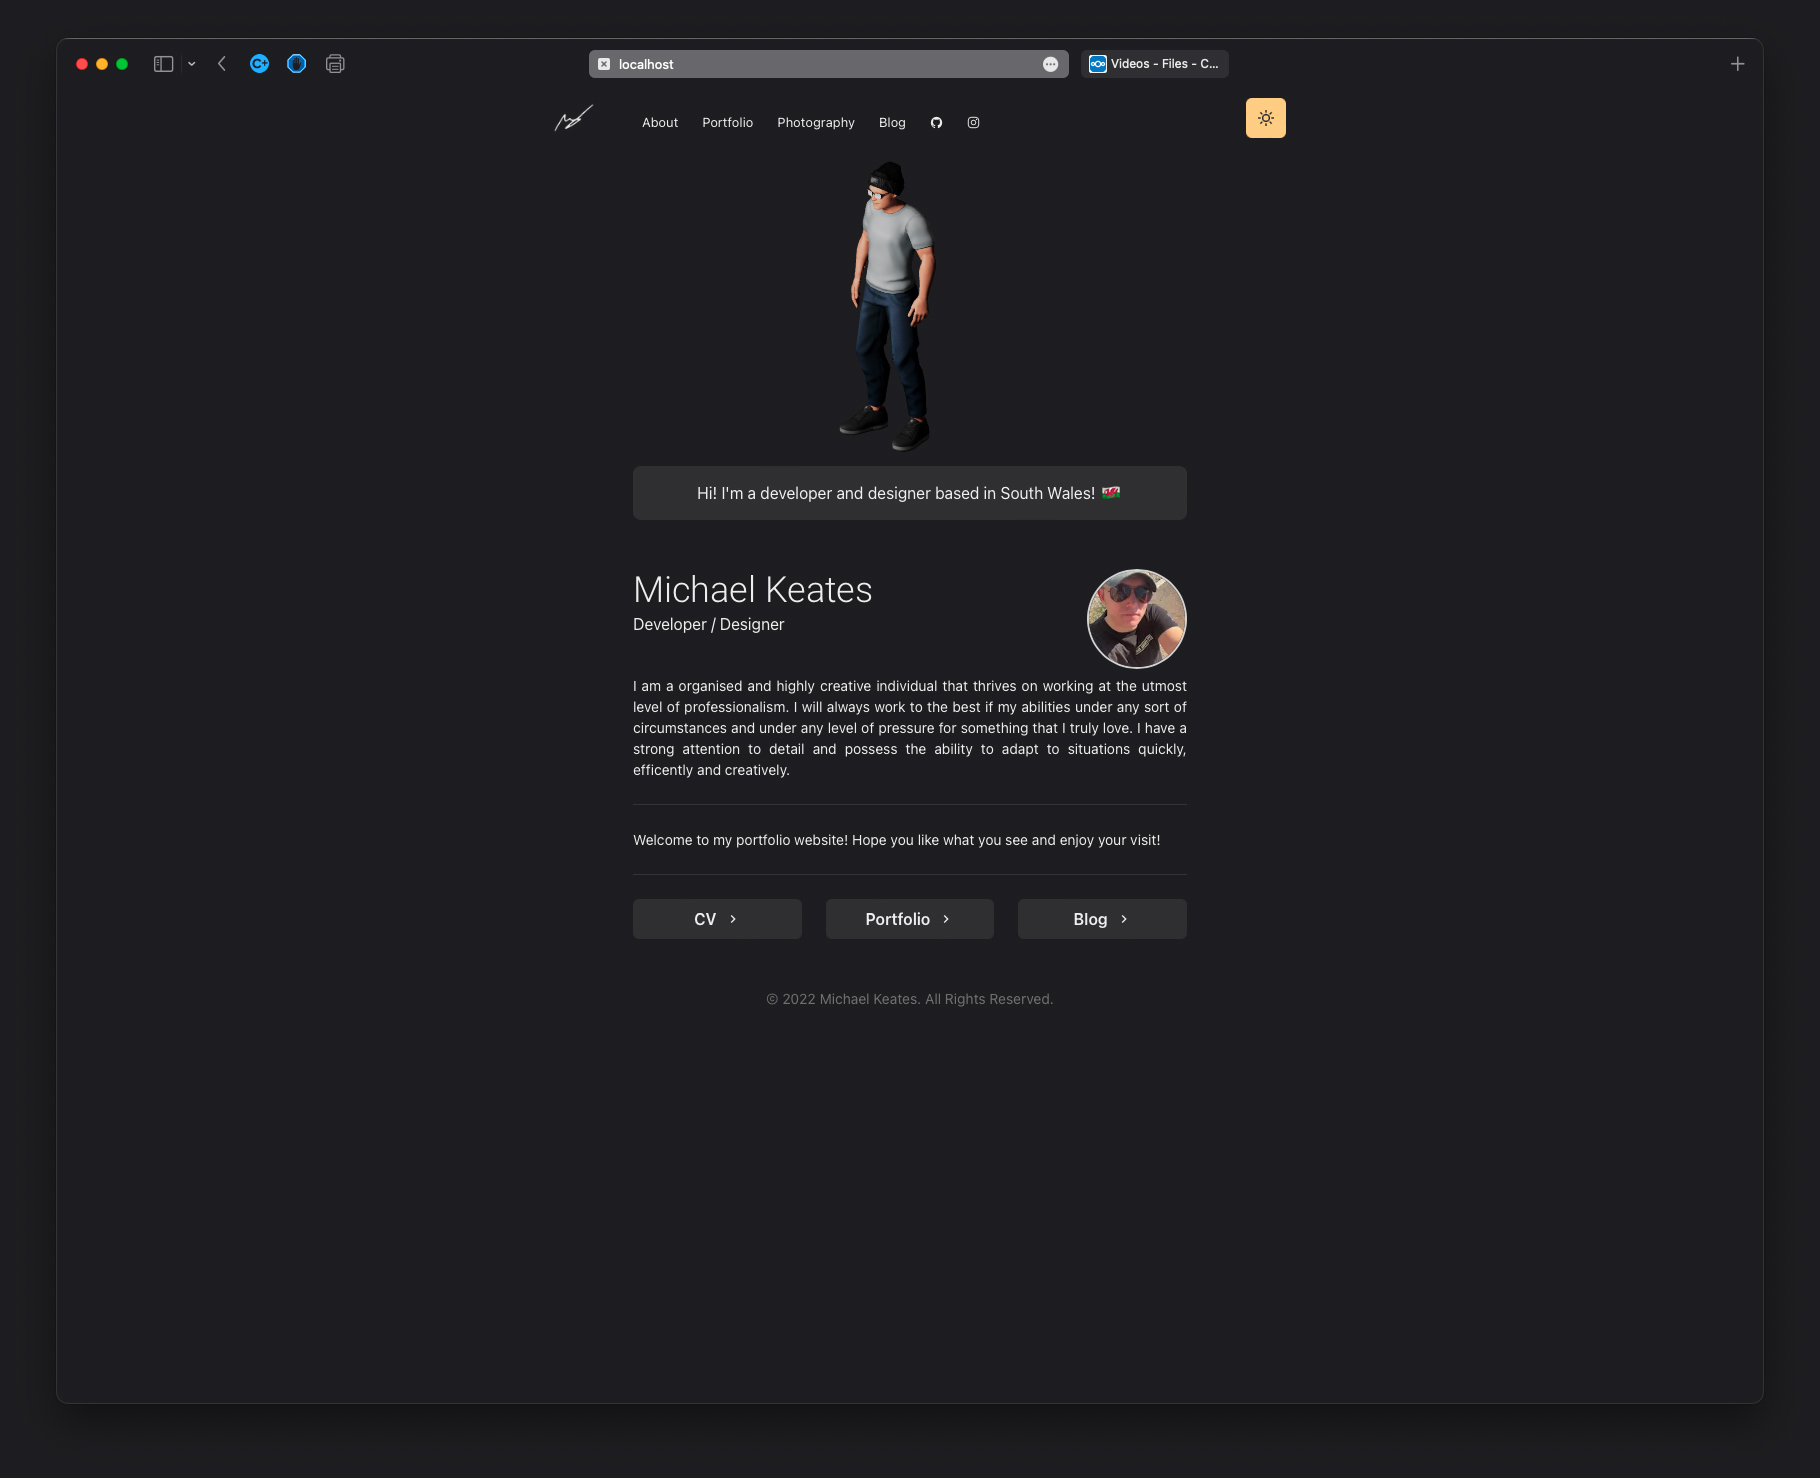 localhost
Videos - Files - C...
About Portfolio Photography Blog
Hi! I'm a developer and designer based in South Wales! 🏴󠁧󠁢󠁷󠁬󠁳󠁿
Michael Keates
Developer / Designer
I am a organised and highly creative individual that thrives on working at the utmost
level of professionalism. I will always work to the best if my abilities under any sort of
circumstances and under any level of pressure for something that I truly love. I have a
strong attention to detail and possess the ability to adapt to situations quickly,
efficently and creatively.
Welcome to my portfolio website! Hope you like what you see and enjoy your visit!
CV Portfolio Blog
© 2022 Michael Keates. All Rights Reserved.